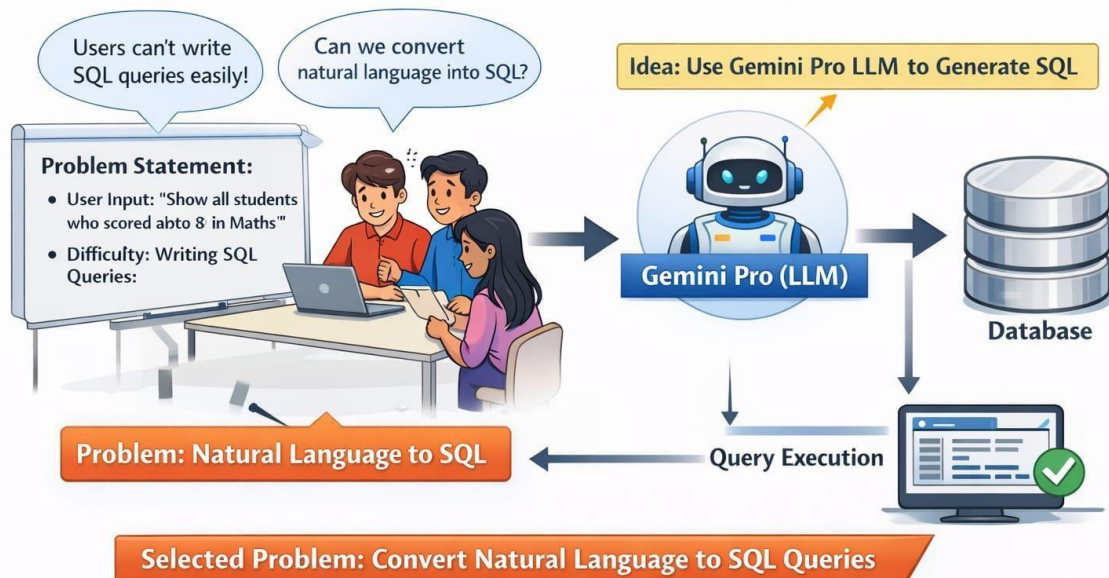 Users can't write
SQL queries easily!
Can we convert
natural language into SQL?
Idea: Use Gemini Pro LLM to Generate SQL
Problem Statement:
• User Input: "Show all students
who scored abto 8 in Maths'"
• Difficulty: Writing SQL
Queries:
Gemini Pro (LLM)
Database
Problem: Natural Language to SQL
Query Execution
Selected Problem: Convert Natural Language to SQL Queries